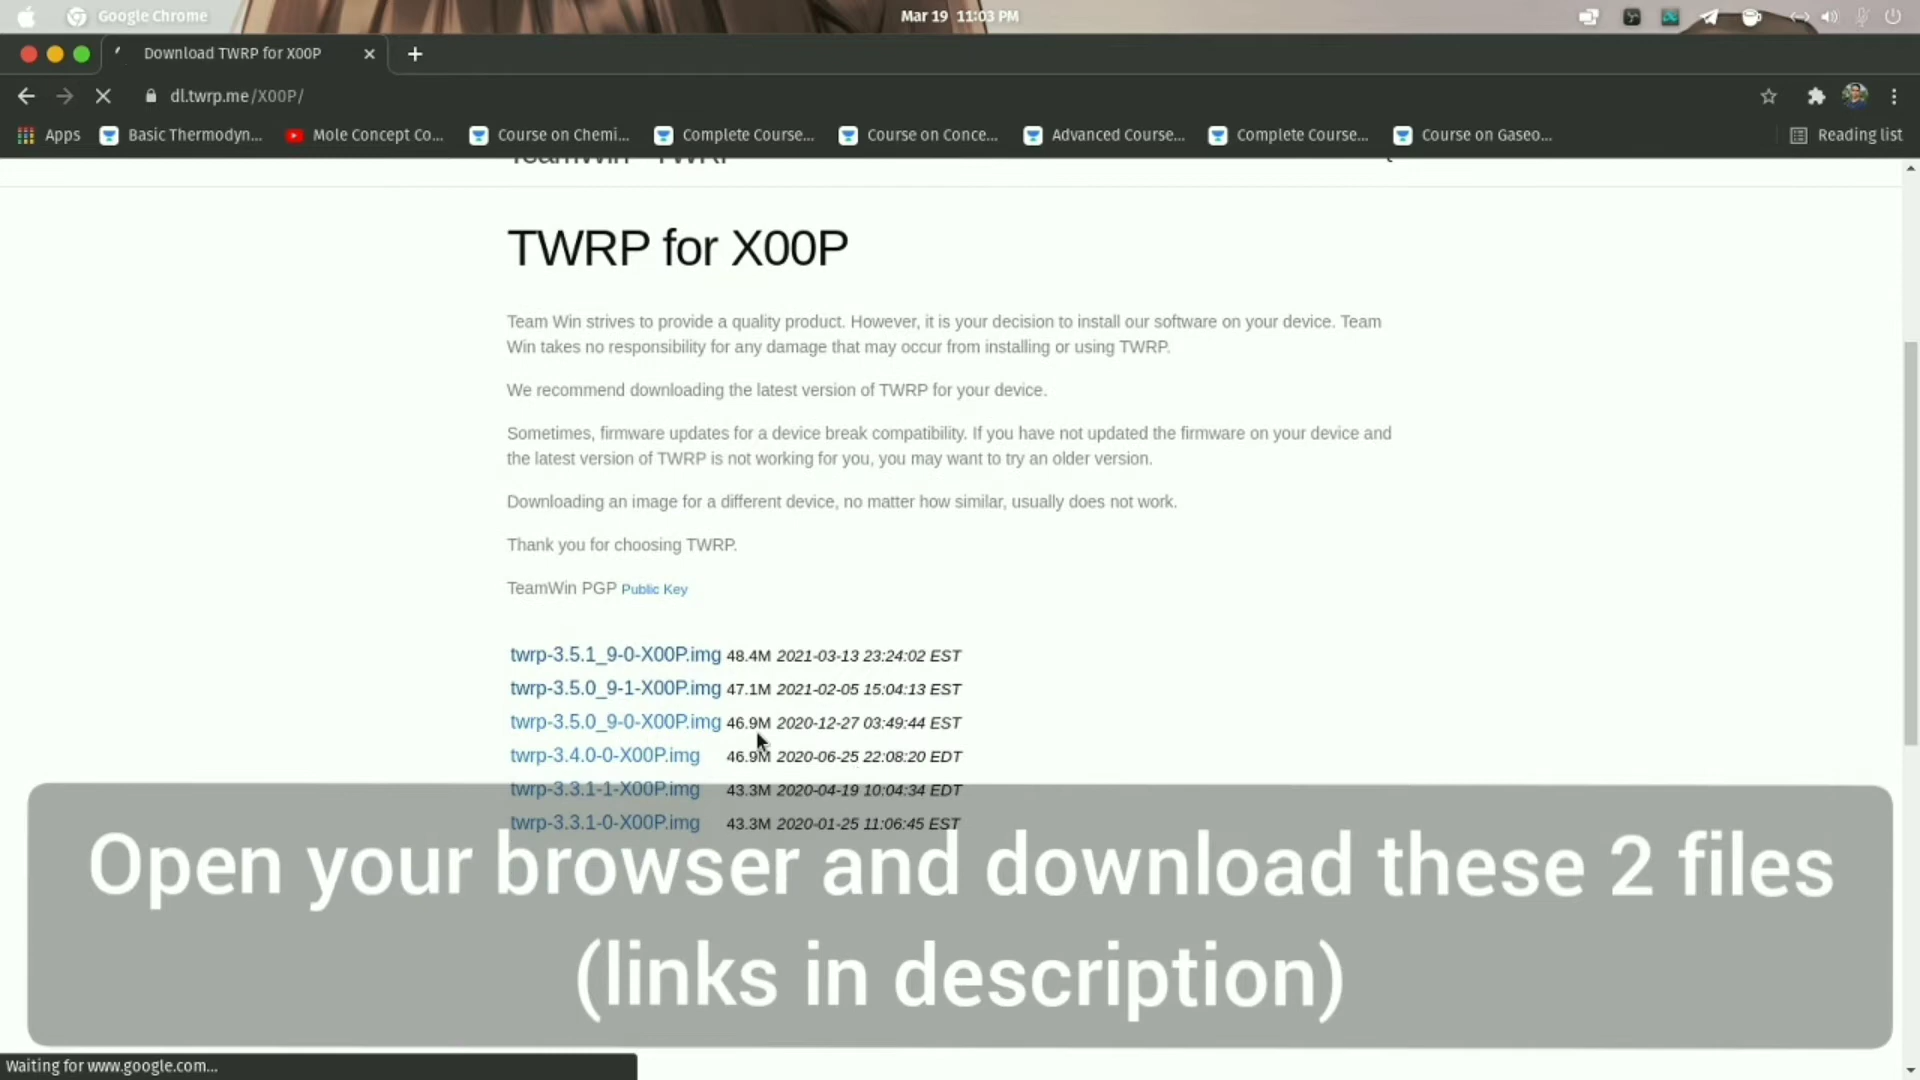 Google Chrome
Mar 19 11:03 PM
Download TWRP for X00P
dl.twrp.me/X00P/
Apps
Basic Thermodyn...
Mole Concept Co...
Course on Chemi...
Complete Course...
Course on Conce...
Advanced Course...
Complete Course...
Course on Gaseo...
Reading list
TeamWin - TWRP
TWRP for X00P
Team Win strives to provide a quality product. However, it is your decision to install our software on your device. Team
Win takes no responsibility for any damage that may occur from installing or using TWRP.
We recommend downloading the latest version of TWRP for your device.
Sometimes, firmware updates for a device break compatibility. If you have not updated the firmware on your device and
the latest version of TWRP is not working for you, you may want to try an older version.
Downloading an image for a different device, no matter how similar, usually does not work.
Thank you for choosing TWRP.
TeamWin PGP Public Key
twrp-3.5.1_9-0-X00P.img 48.4M 2021-03-13 23:24:02 EST
twrp-3.5.0_9-1-X00P.img 47.1M 2021-02-05 15:04:13 EST
twrp-3.5.0_9-0-X00P.img 46.9M 2020-12-27 03:49:44 EST
twrp-3.4.0-0-X00P.img 46.9M 2020-06-25 22:08:20 EDT
twrp-3.3.1-1-X00P.img 43.3M 2020-04-19 10:04:34 EDT
twrp-3.3.1-0-X00P.img 43.3M 2020-01-25 11:06:45 EST
Open your browser and download these 2 files
(links in description)
Waiting for www.google.com...